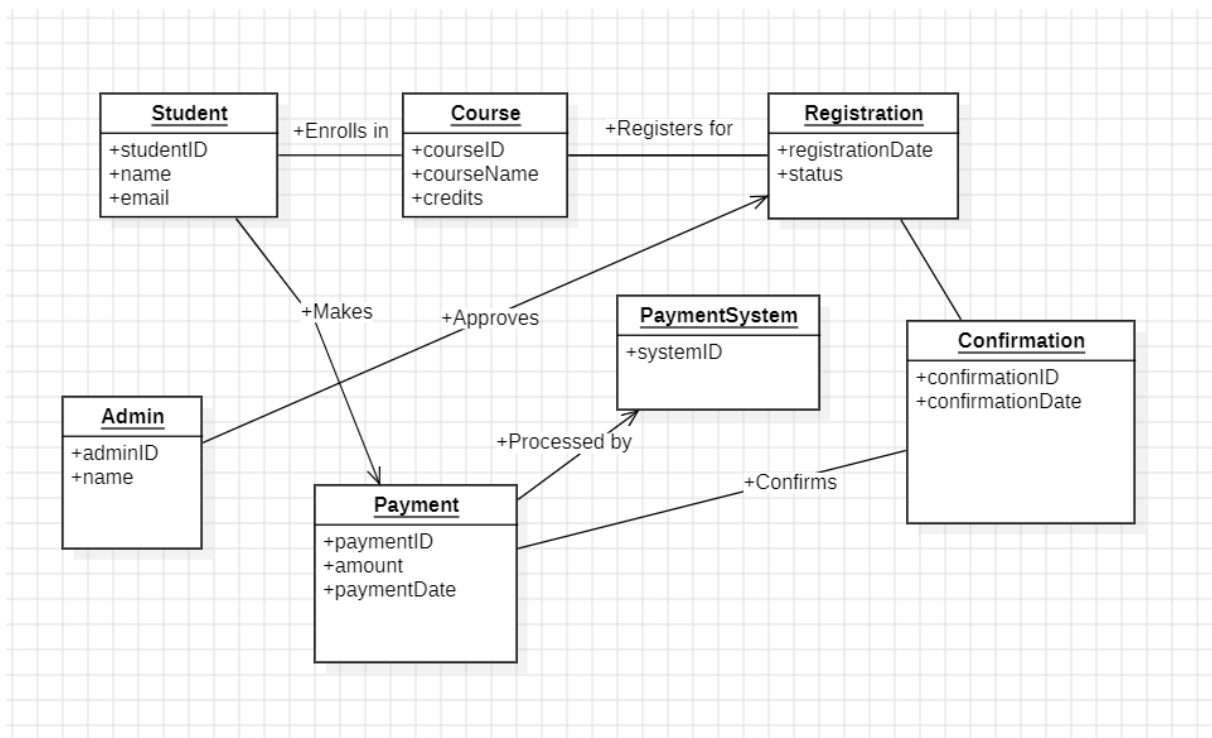 Student
+studentID
+name
+email
+Enrolls in
Course
+courseID
+courseName
+credits
+Registers for
Registration
+registrationDate
+status
+Makes
+Approves
PaymentSystem
+systemID
Confirmation
+confirmationID
+confirmationDate
Admin
+adminID
+name
+Processed by
+Confirms
Payment
+paymentID
+amount
+paymentDate